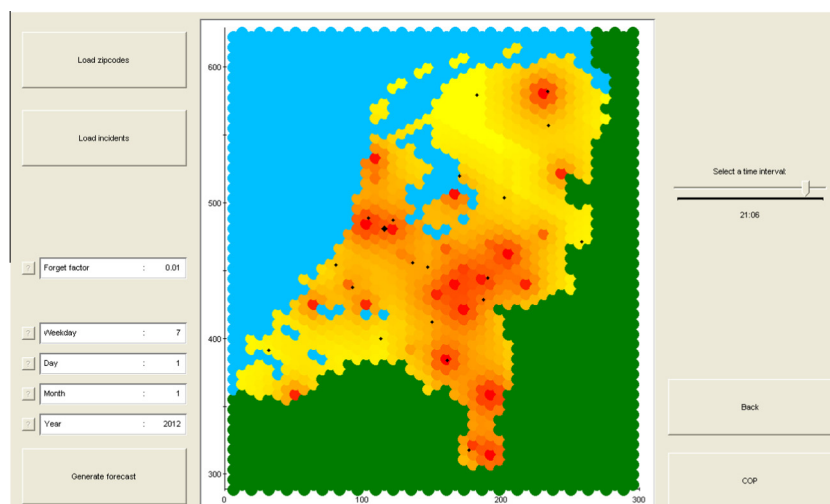 Load zipcodes
Load incidents
? Forget factor : 0.01
? Weekday : 7
? Day : 1
? Month : 1
? Year : 2012
Generate forecast
600
500
400
300
0 100 200 300
Select a time interval:
21:06
Back
COP